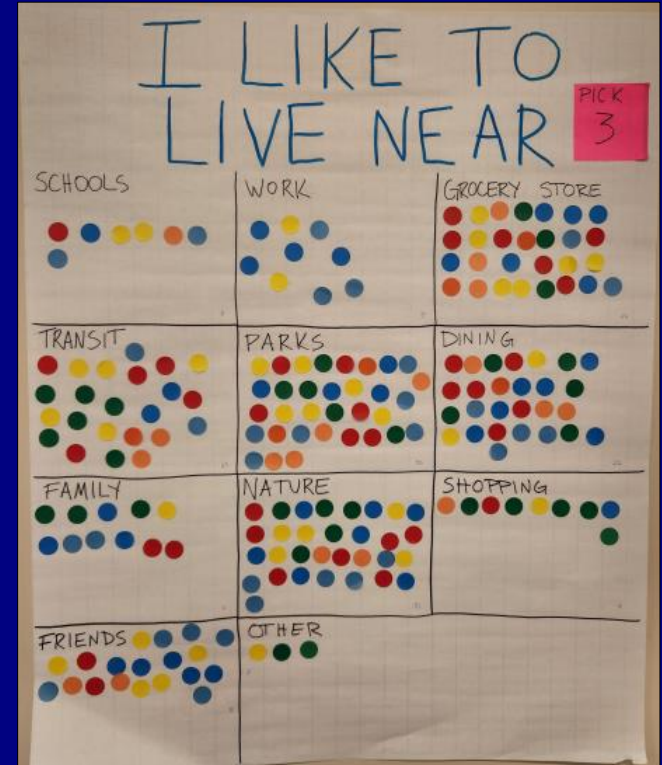 I LIKE TO
LIVE NEAR
PICK
3
SCHOOLS
WORK
GROCERY STORE
TRANSIT
PARKS
DINING
FAMILY
NATURE
SHOPPING
FRIENDS
OTHER